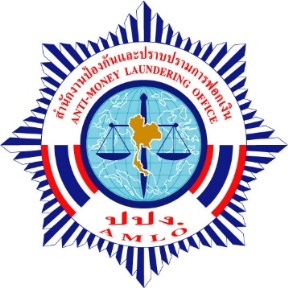 สำนักงานป้องกันและปราบปรามการฟอกเงิน
ANTI-MONEY LAUNDERING OFFICE
ปปง.
AMLO